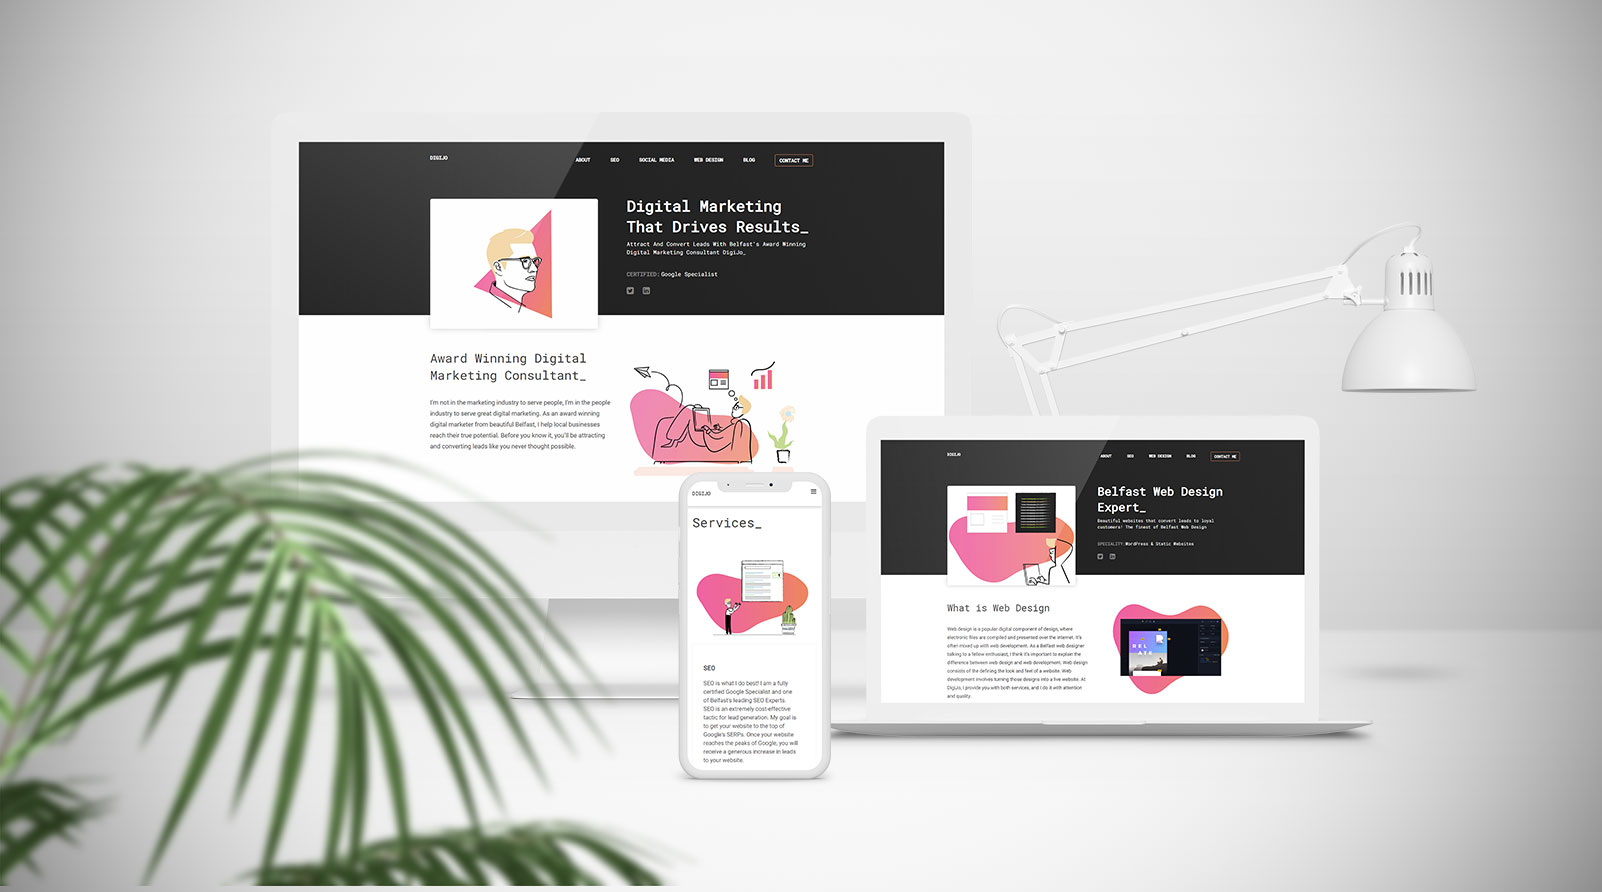 DIGIJO
ABOUT SEO SOCIAL MEDIA WEB DESIGN BLOG CONTACT ME
Digital Marketing
That Drives Results_
Attract And Convert Leads With Belfast's Award Winning
Digital Marketing Consultant DigiJo_
CERTIFIED: Google Specialist
Award Winning Digital
Marketing Consultant_
I'm not in the marketing industry to serve people, I'm in the people
industry to serve great digital marketing. As an award winning
digital marketer from beautiful Belfast, I help local businesses
reach their true potential. Before you know it, you'll be attracting
and converting leads like you never thought possible.
DIGIJO
Services_
SEO
SEO is what I do best! I am a fully
certified Google Specialist and one
of Belfast's leading SEO Experts.
SEO is an extremely cost-effective
tactic for lead generation. My goal is
to get your website to the top of
Google's SERPs. Once your website
reaches the peaks of Google, you will
receive a generous increase in leads
to your website.
DIGIJO
ABOUT SEO WEB DESIGN BLOG CONTACT ME
Belfast Web Design
Expert_
Beautiful websites that convert leads to loyal
customers! The finest of Belfast Web Design
SPECIALITY: WordPress & Static Websites
What is Web Design
Web design is a popular digital component of design, where
electronic files are compiled and presented over the internet. It's
often mixed up with web development. As a Belfast web designer
talking to a fellow enthusiast, I think it's important to explain the
difference between web design and web development. Web design
consists of the defining the look and feel of a website. Web
development involves turning those designs into a live website. At
DigiJo, I provide you with both services, and I do it with attention
and quality.
REL
AXE